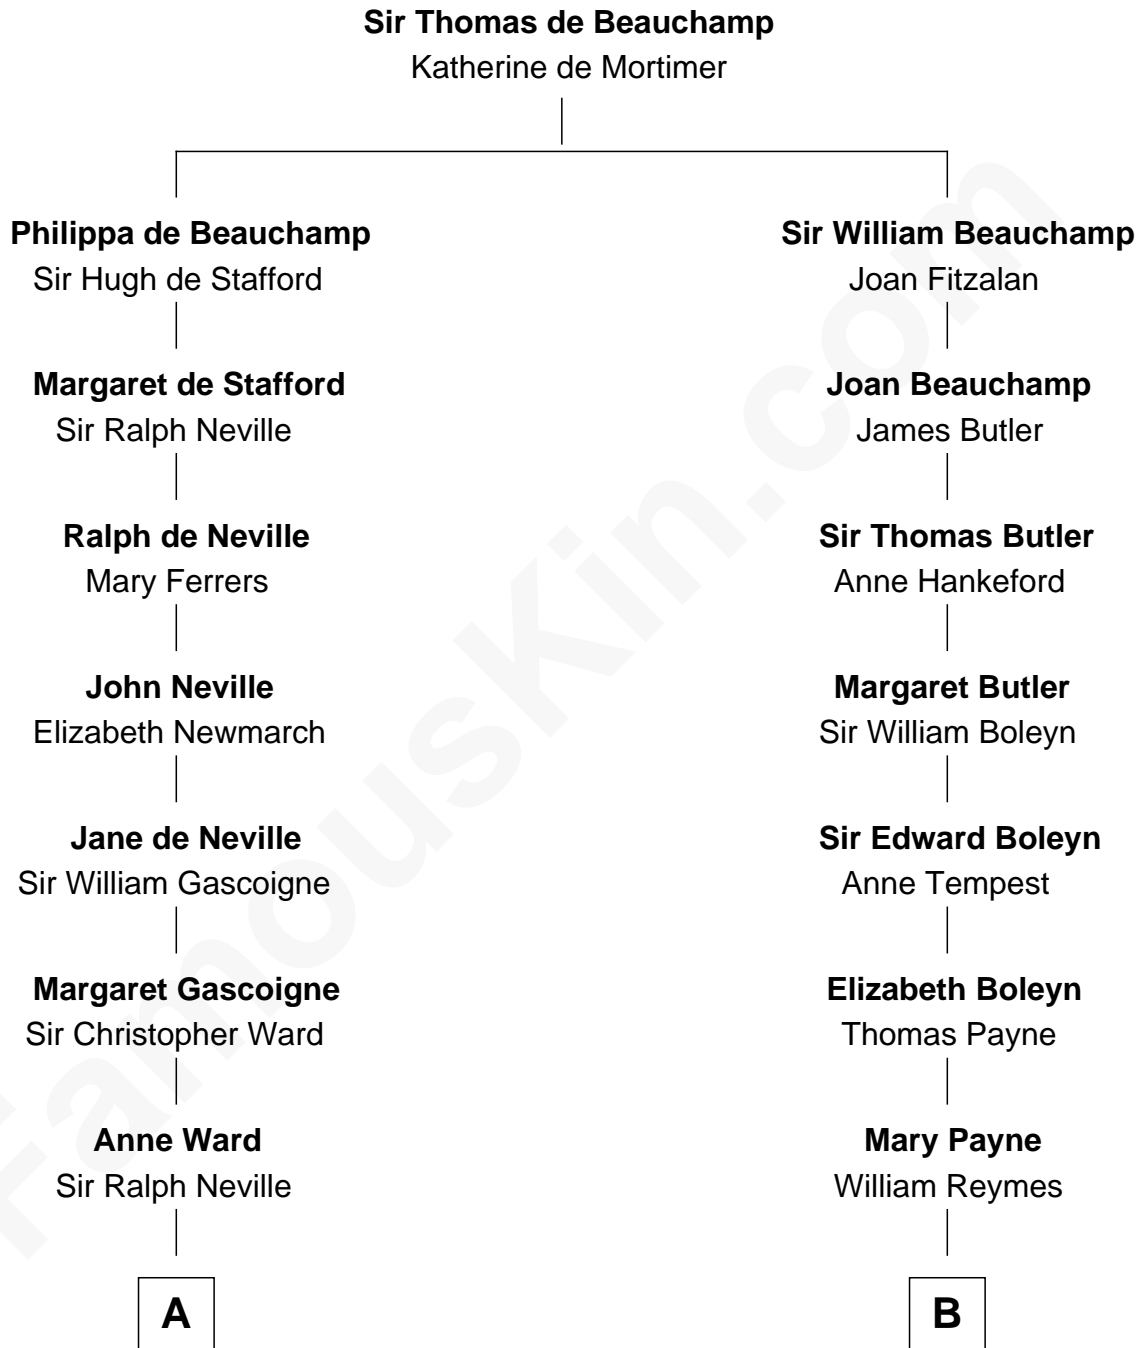 Sir Thomas de Beauchamp
Katherine de Mortimer
Philippa de Beauchamp
Sir Hugh de Stafford
Sir William Beauchamp
Joan Fitzalan
Margaret de Stafford
Sir Ralph Neville
Joan Beauchamp
James Butler
Ralph de Neville
Mary Ferrers
Sir Thomas Butler
Anne Hankeford
John Neville
Elizabeth Newmarch
Margaret Butler
Sir William Boleyn
Jane de Neville
Sir William Gascoigne
Sir Edward Boleyn
Anne Tempest
Margaret Gascoigne
Sir Christopher Ward
Elizabeth Boleyn
Thomas Payne
Anne Ward
Sir Ralph Neville
Mary Payne
William Reymes
A
B
FamousKin.com